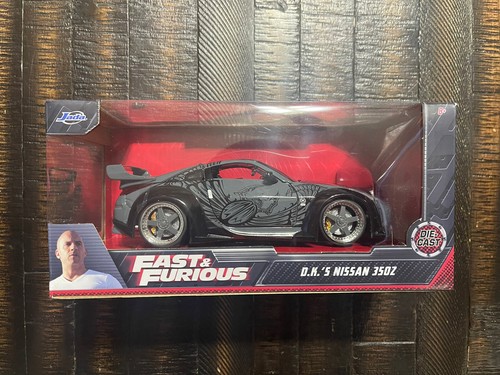 Jada
FAST &
FURIOUS
D.K.'S NISSAN 350Z
DIE
CAST